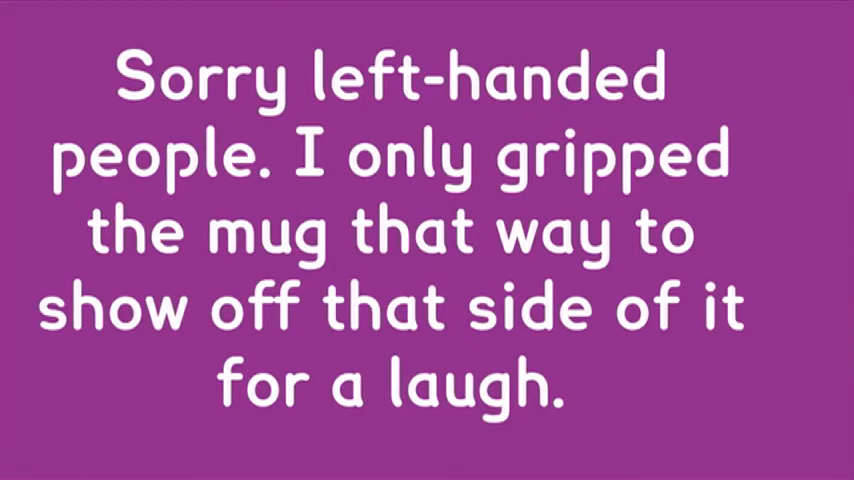 Sorry left-handed
people. I only gripped
the mug that way to
show off that side of it
for a laugh.